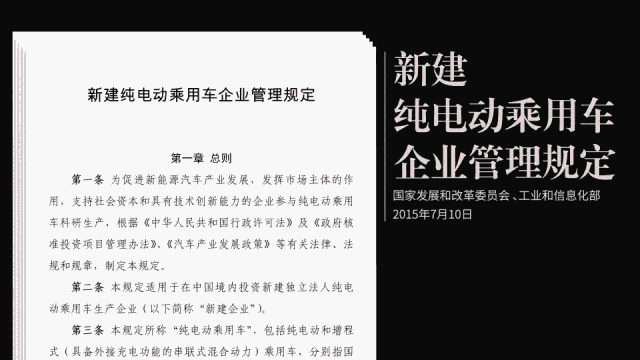 新建纯电动乘用车企业管理规定
第一章 总则
第一条 为促进新能源汽车产业发展，发挥市场主体的作
用，支持社会资本和具有技术创新能力的企业参与纯电动乘用
车科研生产，根据《中华人民共和国行政许可法》及《政府核
准投资项目管理办法》、《汽车产业发展政策》等有关法律、法
规和规章，制定本规定。
第二条 本规定适用于在中国境内投资新建独立法人纯电
动乘用车生产企业（以下简称“新建企业”）。
第三条 本规定所称“纯电动乘用车”，包括纯电动和增程
式（具备外接充电功能的串联式混合动力）乘用车，分别指国
新建
纯电动乘用车
企业管理规定
国家发展和改革委员会、工业和信息化部
2015年7月10日